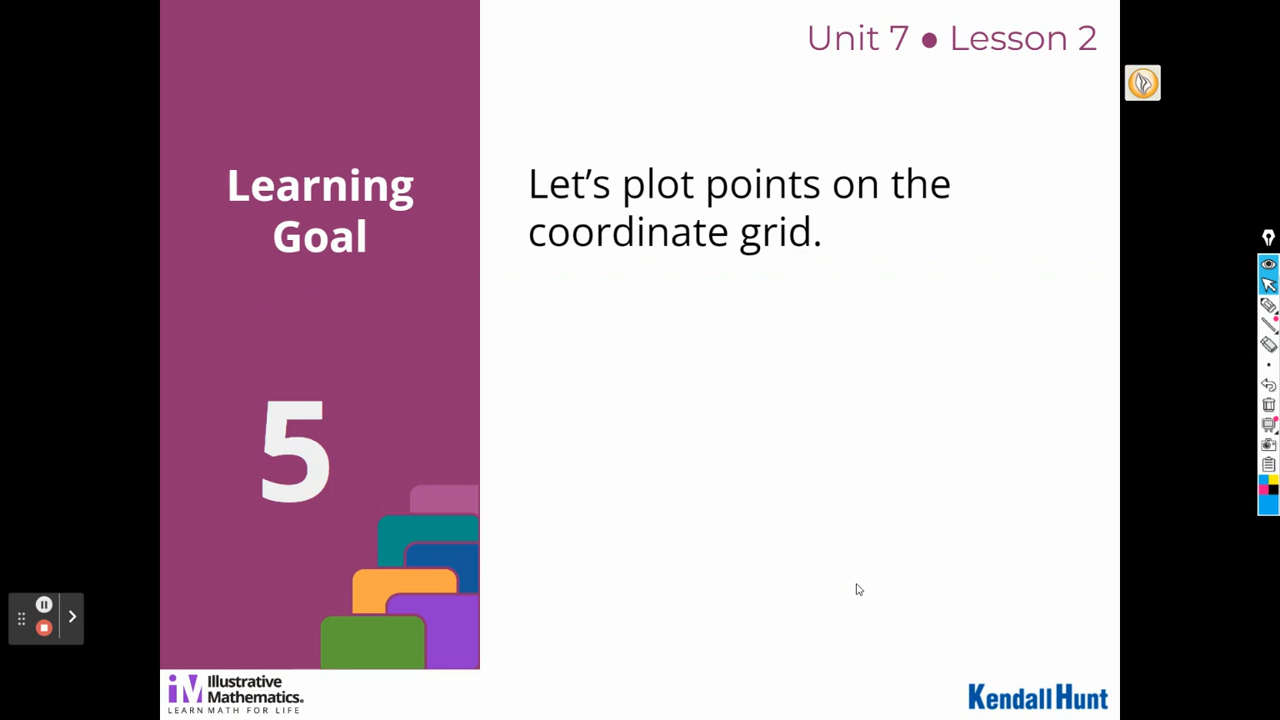 Unit 7 ● Lesson 2
Learning
Goal
Let’s plot points on the
coordinate grid.
5
Illustrative
Mathematics.
LEARN MATH FOR LIFE
Kendall Hunt